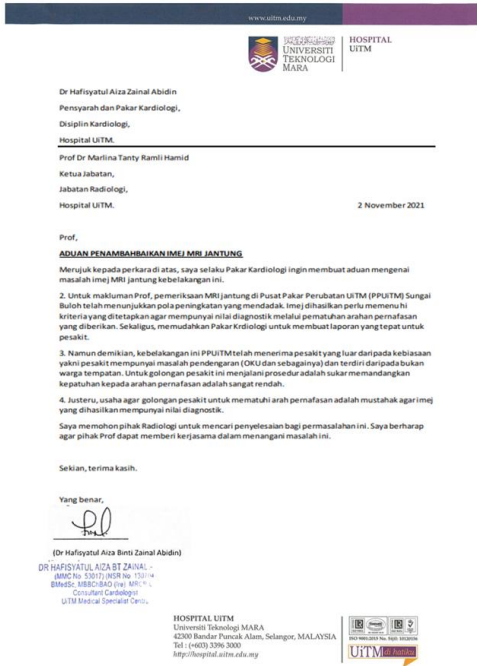 www.uitm.edu.my
UNIVERSITI
TEKNOLOGI
MARA
HOSPITAL
UiTM
Dr Hafisyatul Aiza Zainal Abidin
Pensyarah dan Pakar Kardiologi,
Disiplin Kardiologi,
Hospital UiTM.
Prof Dr Marlina Tanty Ramli Hamid
Ketua Jabatan,
Jabatan Radiologi,
Hospital UiTM. 2 November 2021
Prof,
ADUAN PENAMBAHBAIKAN IMEJ MRI JANTUNG
Merujuk kepada perkara di atas, saya selaku Pakar Kardiologi ingin membuat aduan mengenai
masalah imej MRI jantung kebelakangan ini.
2. Untuk makluman Prof, pemeriksaan MRI jantung di Pusat Pakar Perubatan UiTM (PPUiTM) Sungai
Buloh telah menunjukkan pola peningkatan yang mendadak. Imej dihasilkan perlu memenuhi
kriteria yang ditetapkan agar mempunyai nilai diagnostik melalui pematuhan arahan pernafasan
yang diberikan. Sekaligus, memudahkan Pakar Krdiologi untuk membuat laporan yang tepat untuk
pesakit.
3. Namun demikian, kebelakangan ini PPUiTM telah menerima pesakit yang luar daripada kebiasaan
yakni pesakit mempunyai masalah pendengaran (OKU dan sebagainya) dan terdiri daripada bukan
warga tempatan. Untuk golongan pesakit ini menjalani prosedur adalah sukar memandangkan
kepatuhan kepada arahan pernafasan adalah sangat rendah.
4. Justeru, usaha agar golongan pesakit untuk mematuhi arah pernafasan adalah mustahak agar imej
yang dihasilkan mempunyai nilai diagnostik.
Saya memohon pihak Radiologi untuk mencari penyelesaian bagi permasalahan ini. Saya berharap
agar pihak Prof dapat memberi kerjasama dalam menangani masalah ini.
Sekian, terima kasih.
Yang benar,
(Dr Hafisyatul Aiza Binti Zainal Abidin)
DR HAFISYATUL AIZA BT ZAINAL
(MMC No. 53017) (NSR No.
BMedSc, MBBChBAO (Ire)
Consultant Cardiologist
UiTM Medical Specialist
HOSPITAL UiTM
Universiti Teknologi MARA
42300 Bandar Puncak Alam, Selangor, MALAYSIA
Tel : (+603) 3396 3000
http://hospital.uitm.edu.my
UiTM di hatiku